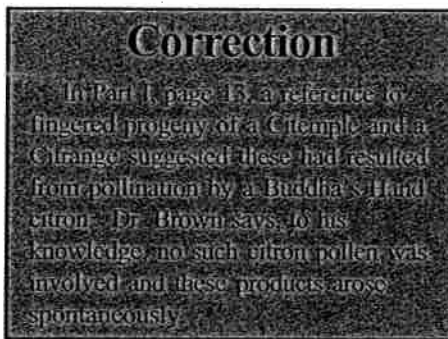 Correction
In Part I, page 13, a reference to
fingered progeny of a Citemple and a
Citrange suggested these had resulted
from pollination by a Buddha's Hand
citron. Dr. Brown says, to his
knowledge, no such citron pollen was
involved and these products arose
spontaneously.